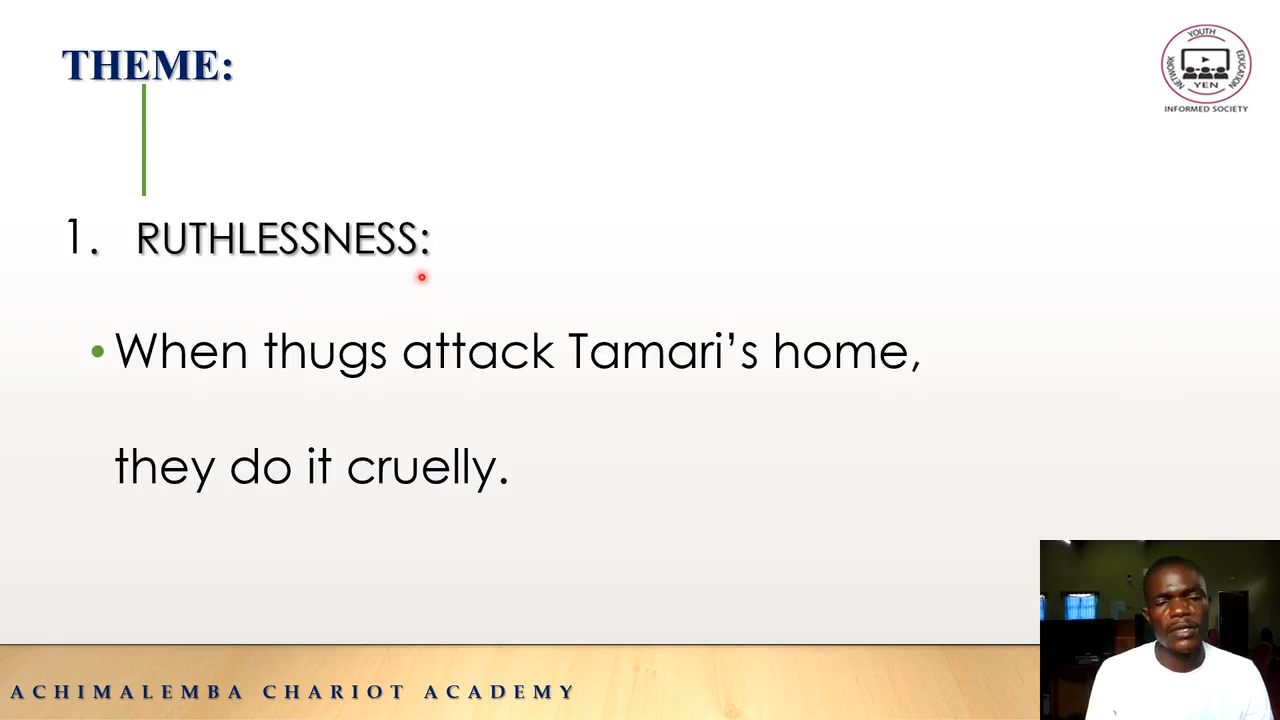 THEME:
YOUTH
EDUCATION
NETWORK
YEN
INFORMED SOCIETY
1. RUTHLESSNESS:
• When thugs attack Tamari’s home,
they do it cruelly.
ACHIMALEMBA CHARIOT ACADEMY